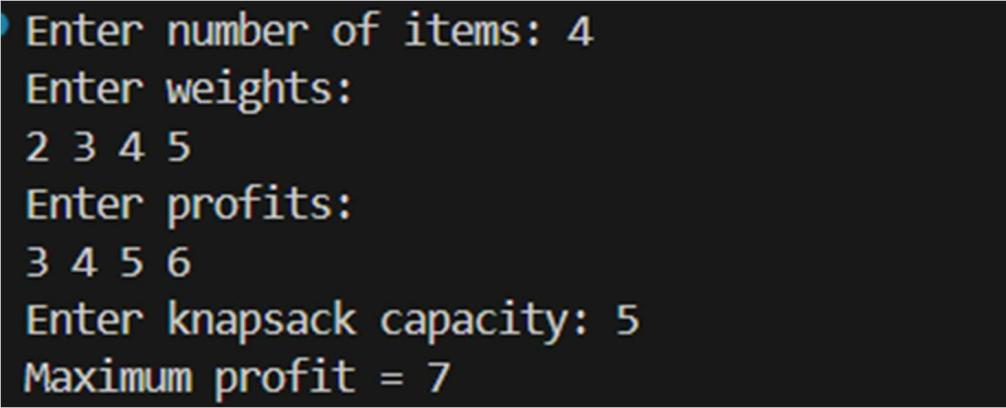 Enter number of items: 4
Enter weights:
2 3 4 5
Enter profits:
3 4 5 6
Enter knapsack capacity: 5
Maximum profit = 7